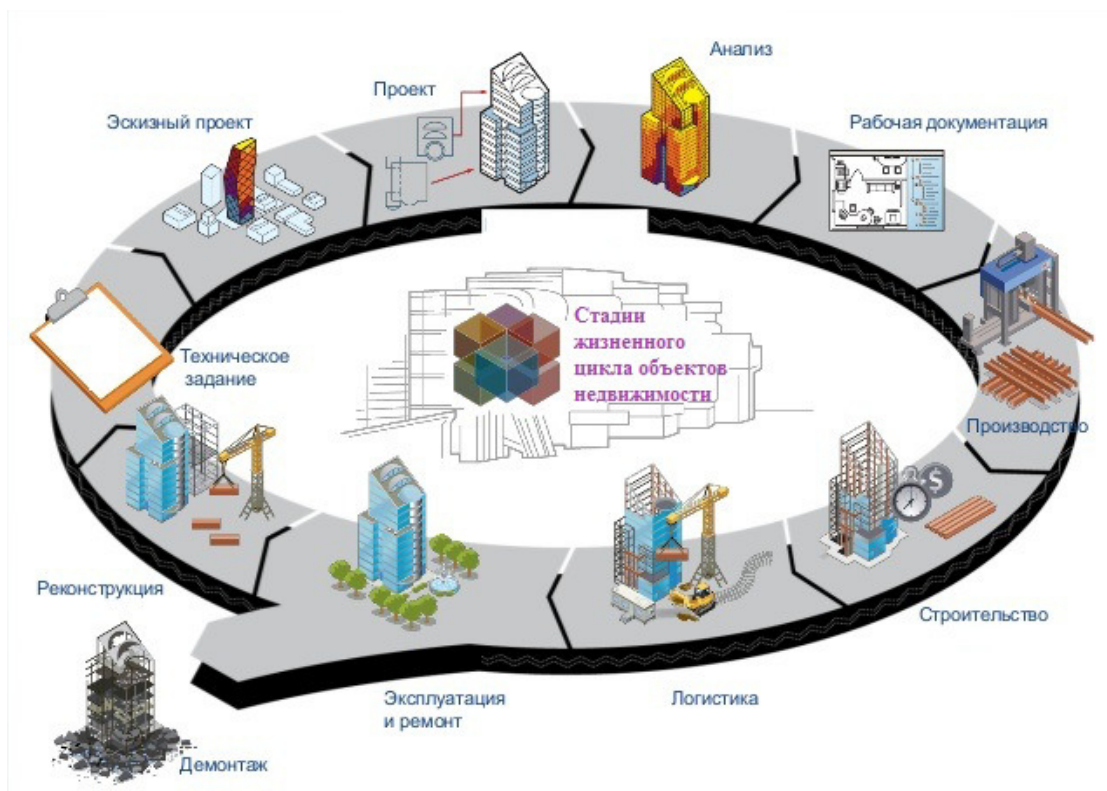 Анализ
Проект
Эскизный проект
Рабочая документация
Стадии
жизненного
цикла объектов
недвижимости
Техническое
задание
Производство
$
Реконструкция
Строительство
Эксплуатация
и ремонт
Логистика
Демонтаж